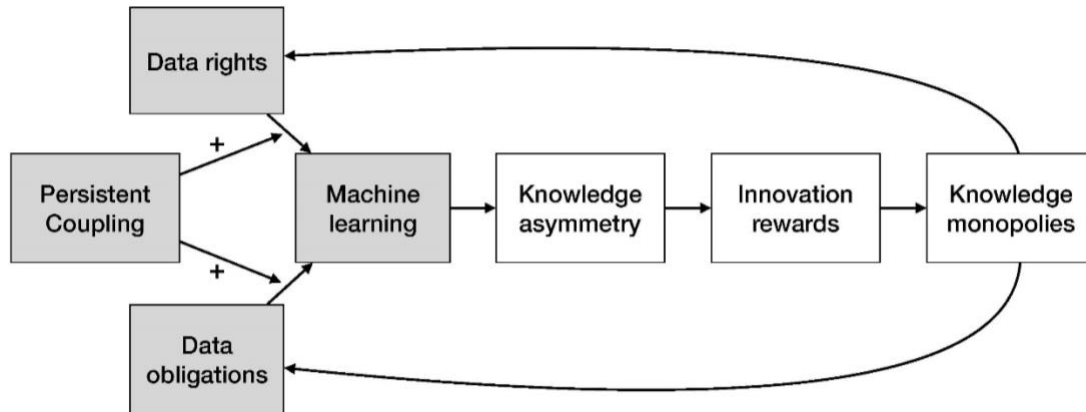 Data rights
+
Persistent
Coupling
Machine
learning
Knowledge
asymmetry
Innovation
rewards
Knowledge
monopolies
+
Data
obligations